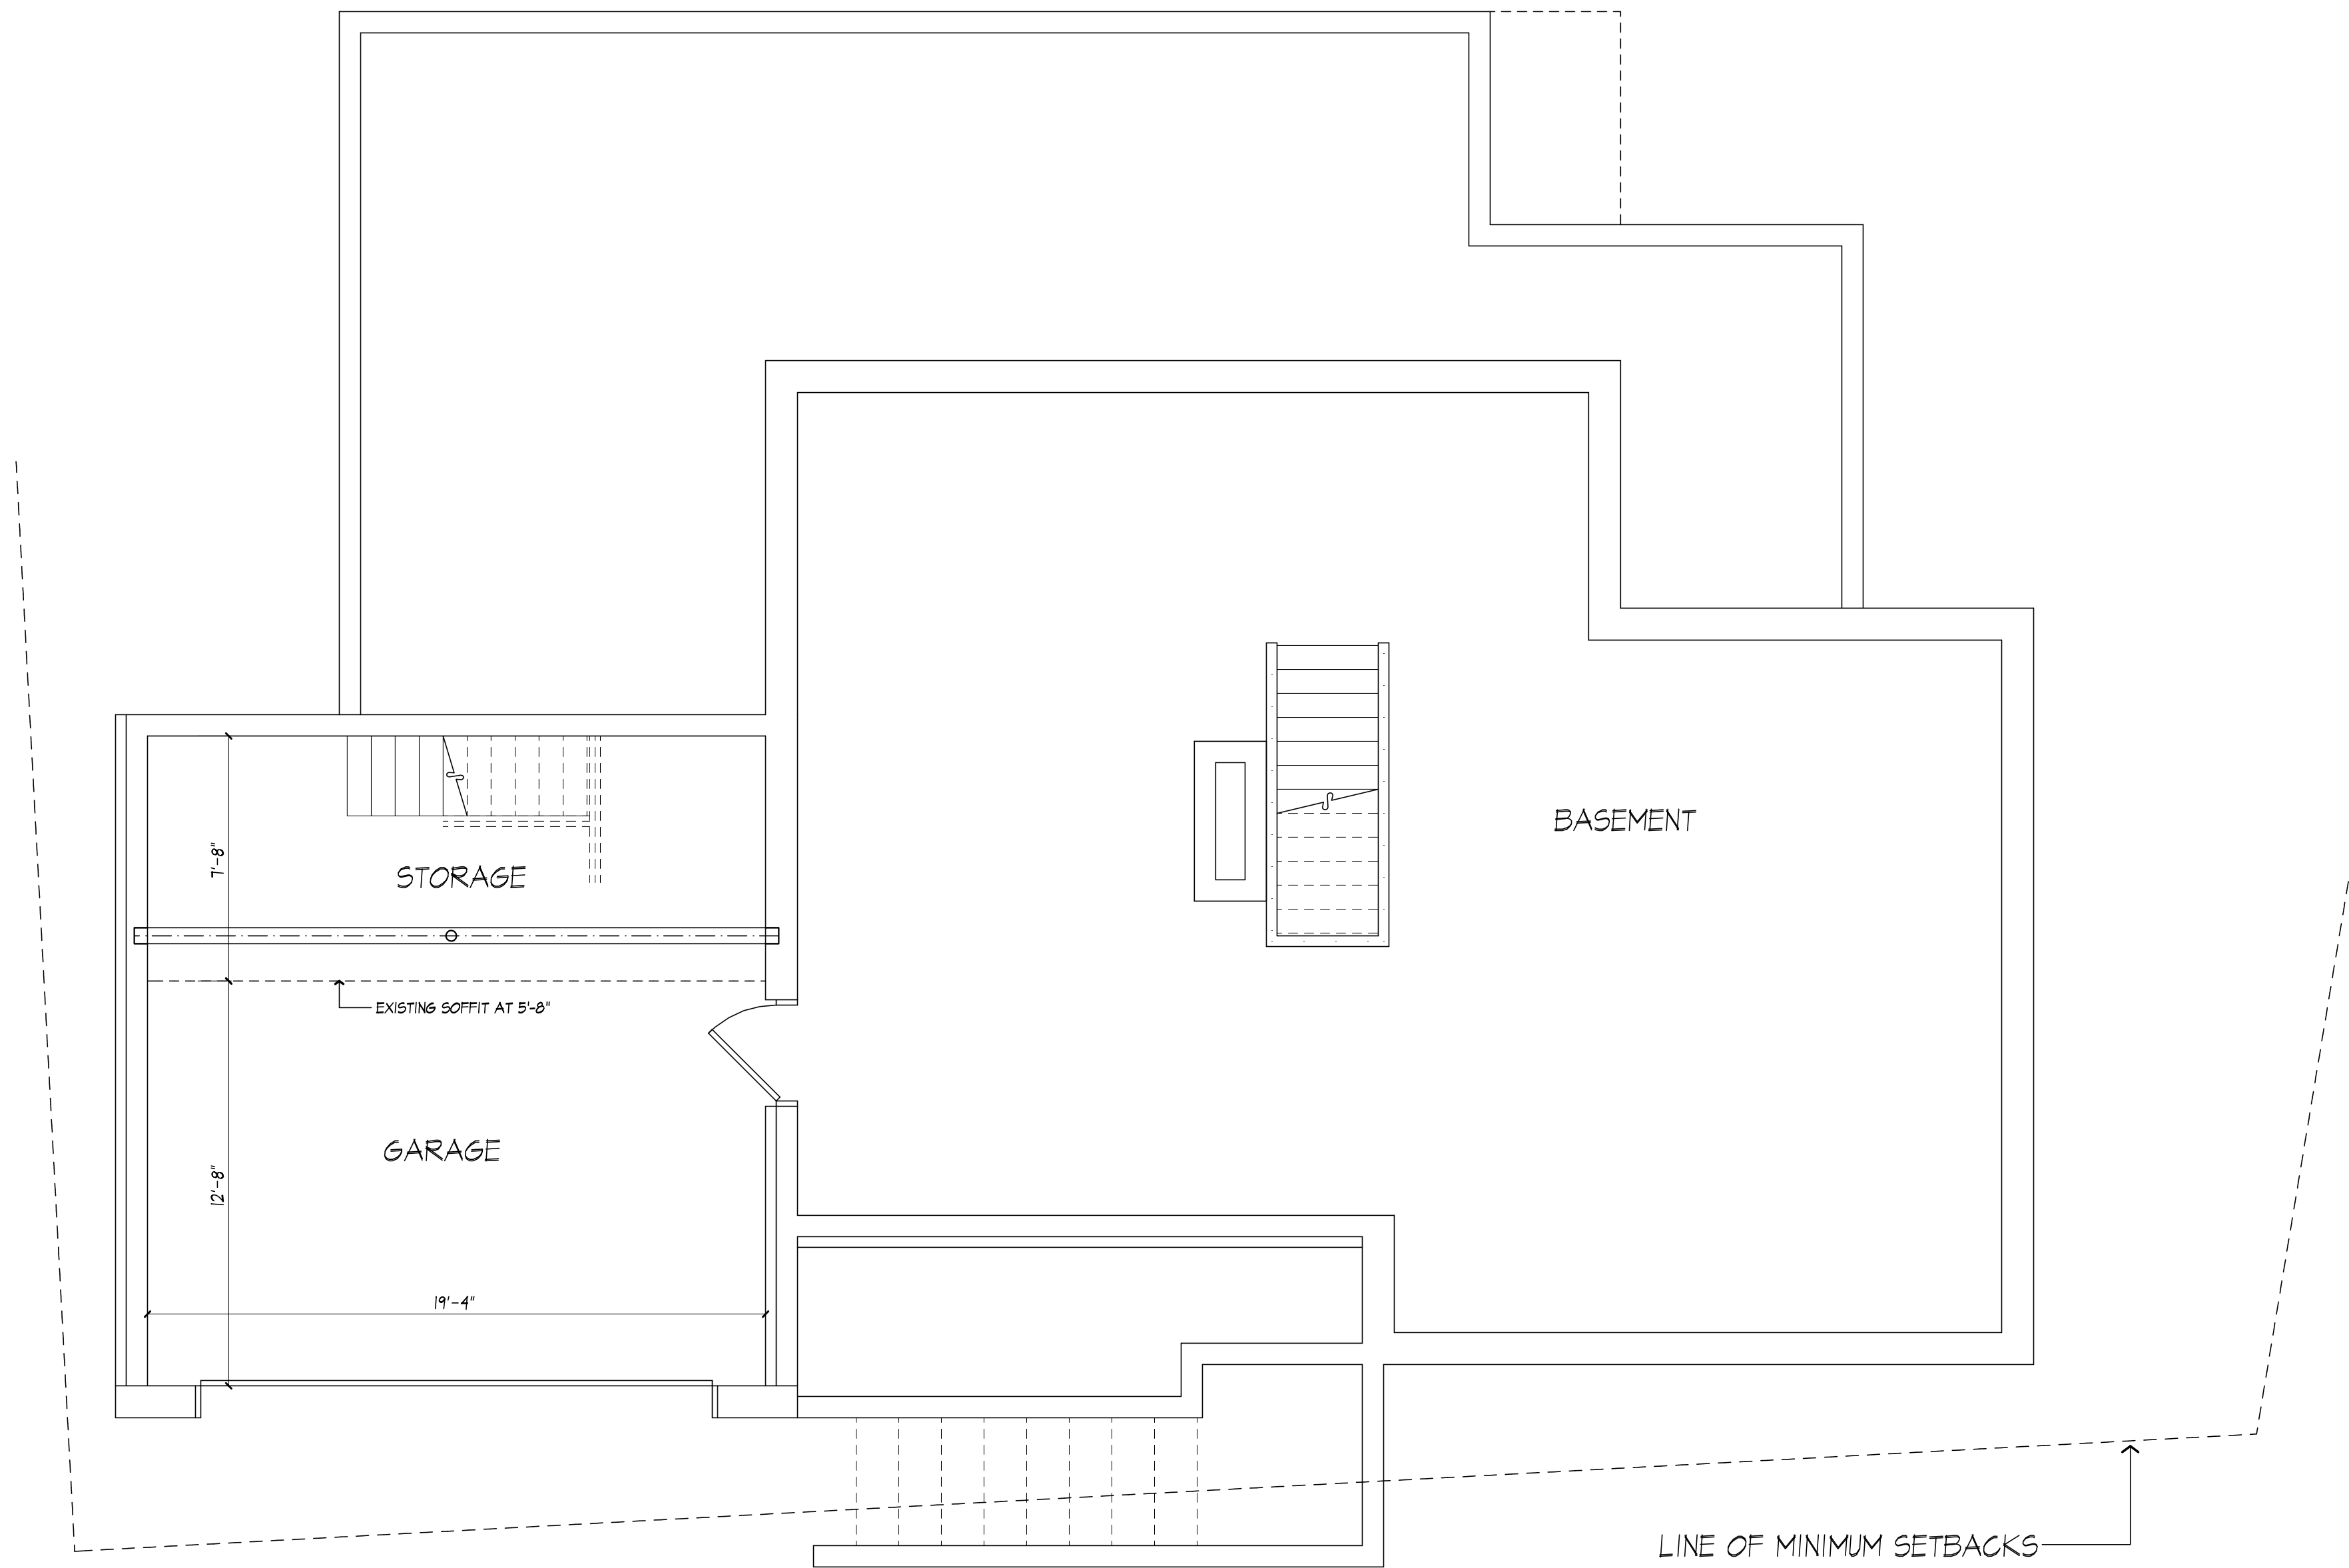 BASEMENT
7'-8"
STORAGE
EXISTING SOFFIT AT 5'-8"
GARAGE
12'-8"
19'-4"
LINE OF MINIMUM SETBACKS